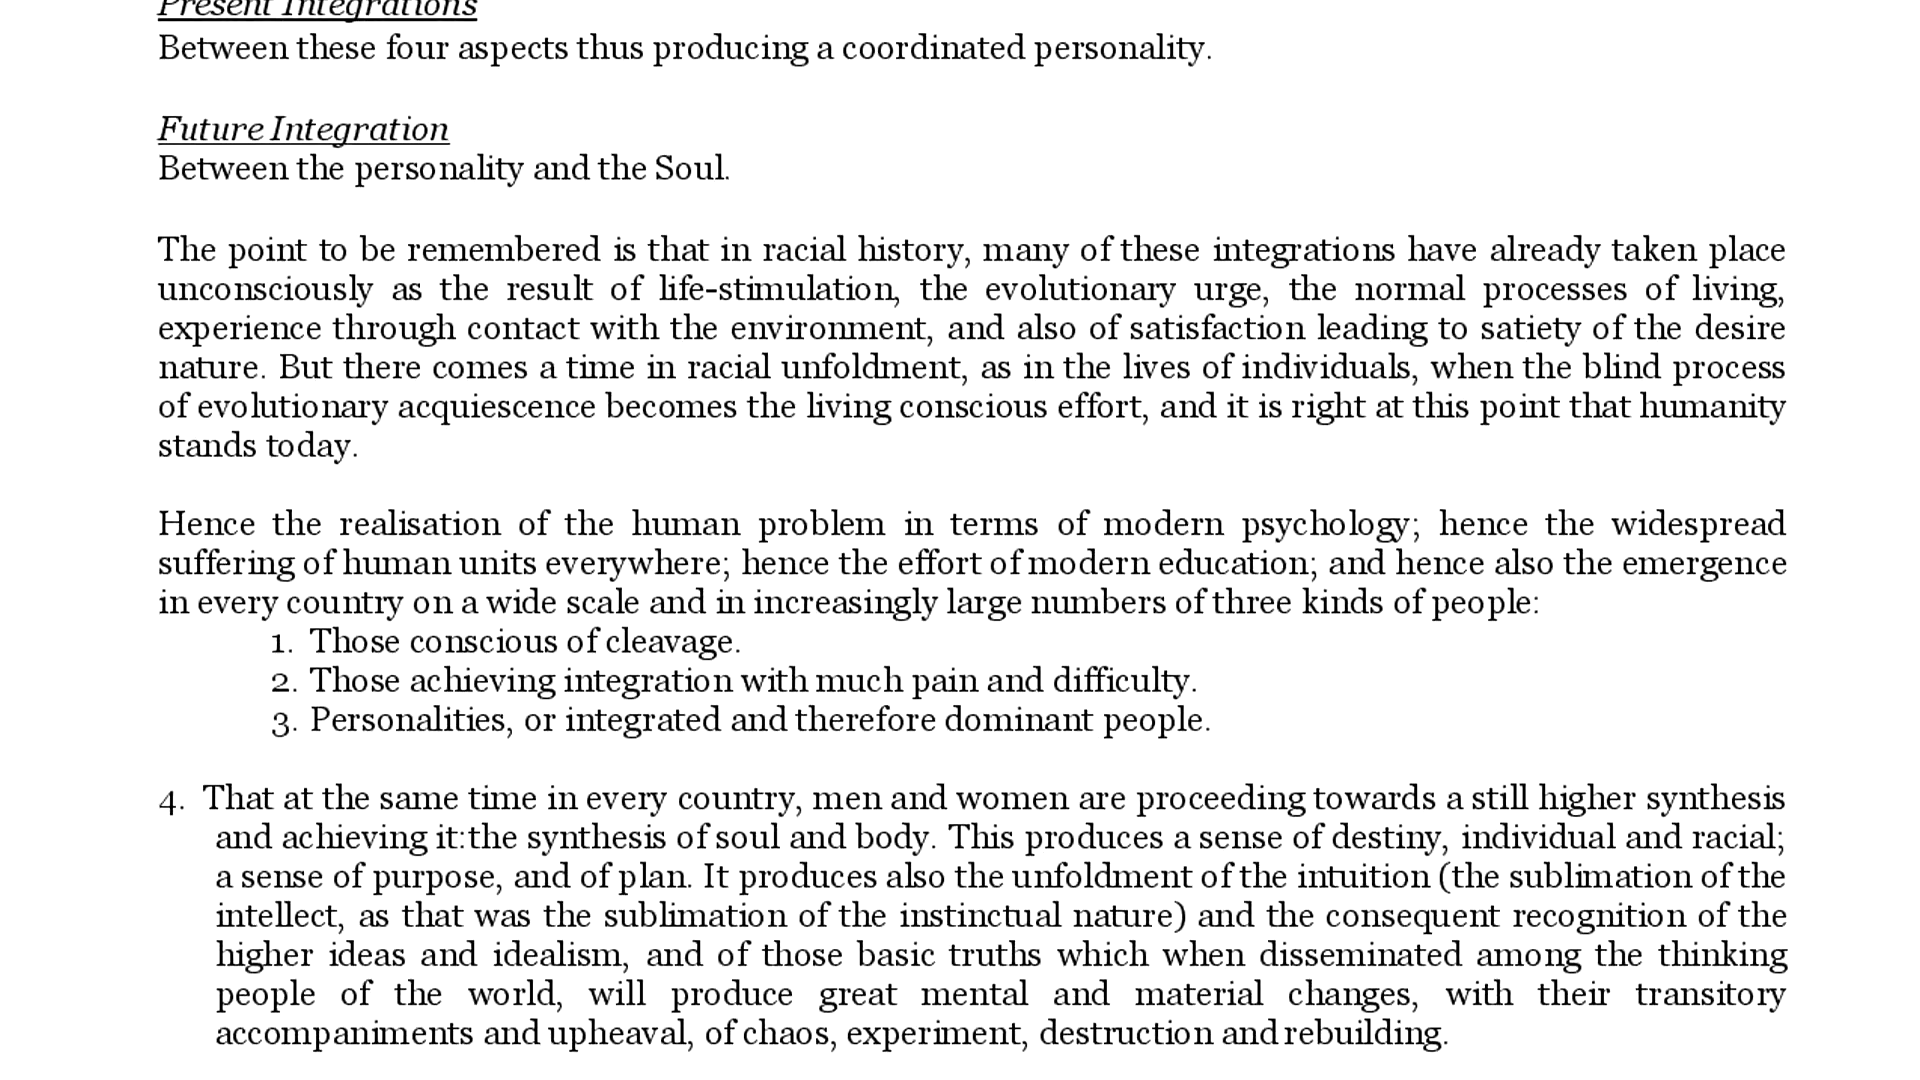 Present Integrations
Between these four aspects thus producing a coordinated personality.
Future Integration
Between the personality and the Soul.
The point to be remembered is that in racial history, many of these integrations have already taken place
unconsciously as the result of life-stimulation, the evolutionary urge, the normal processes of living,
experience through contact with the environment, and also of satisfaction leading to satiety of the desire
nature. But there comes a time in racial unfoldment, as in the lives of individuals, when the blind process
of evolutionary acquiescence becomes the living conscious effort, and it is right at this point that humanity
stands today.
Hence the realisation of the human problem in terms of modern psychology; hence the widespread
suffering of human units everywhere; hence the effort of modern education; and hence also the emergence
in every country on a wide scale and in increasingly large numbers of three kinds of people:
1. Those conscious of cleavage.
2. Those achieving integration with much pain and difficulty.
3. Personalities, or integrated and therefore dominant people.
4. That at the same time in every country, men and women are proceeding towards a still higher synthesis
and achieving it:the synthesis of soul and body. This produces a sense of destiny, individual and racial;
a sense of purpose, and of plan. It produces also the unfoldment of the intuition (the sublimation of the
intellect, as that was the sublimation of the instinctual nature) and the consequent recognition of the
higher ideas and idealism, and of those basic truths which when disseminated among the thinking
people of the world, will produce great mental and material changes, with their transitory
accompaniments and upheaval, of chaos, experiment, destruction and rebuilding.